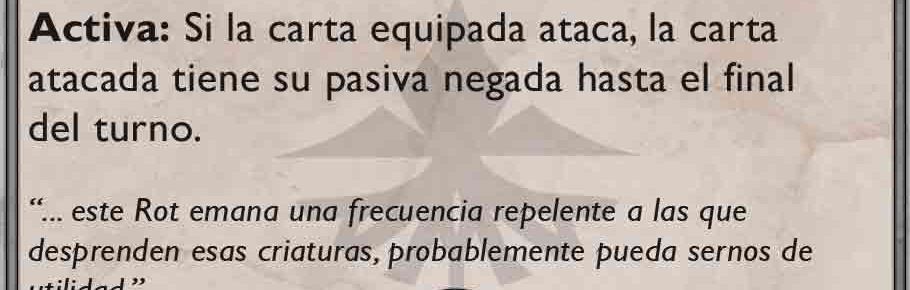 Activa: Si la carta equipada ataca, la carta
atacada tiene su pasiva negada hasta el final
del turno.
“... este Rot emana una frecuencia repelente a las que
desprenden esas criaturas, probablemente pueda sernos de
utilidad.”